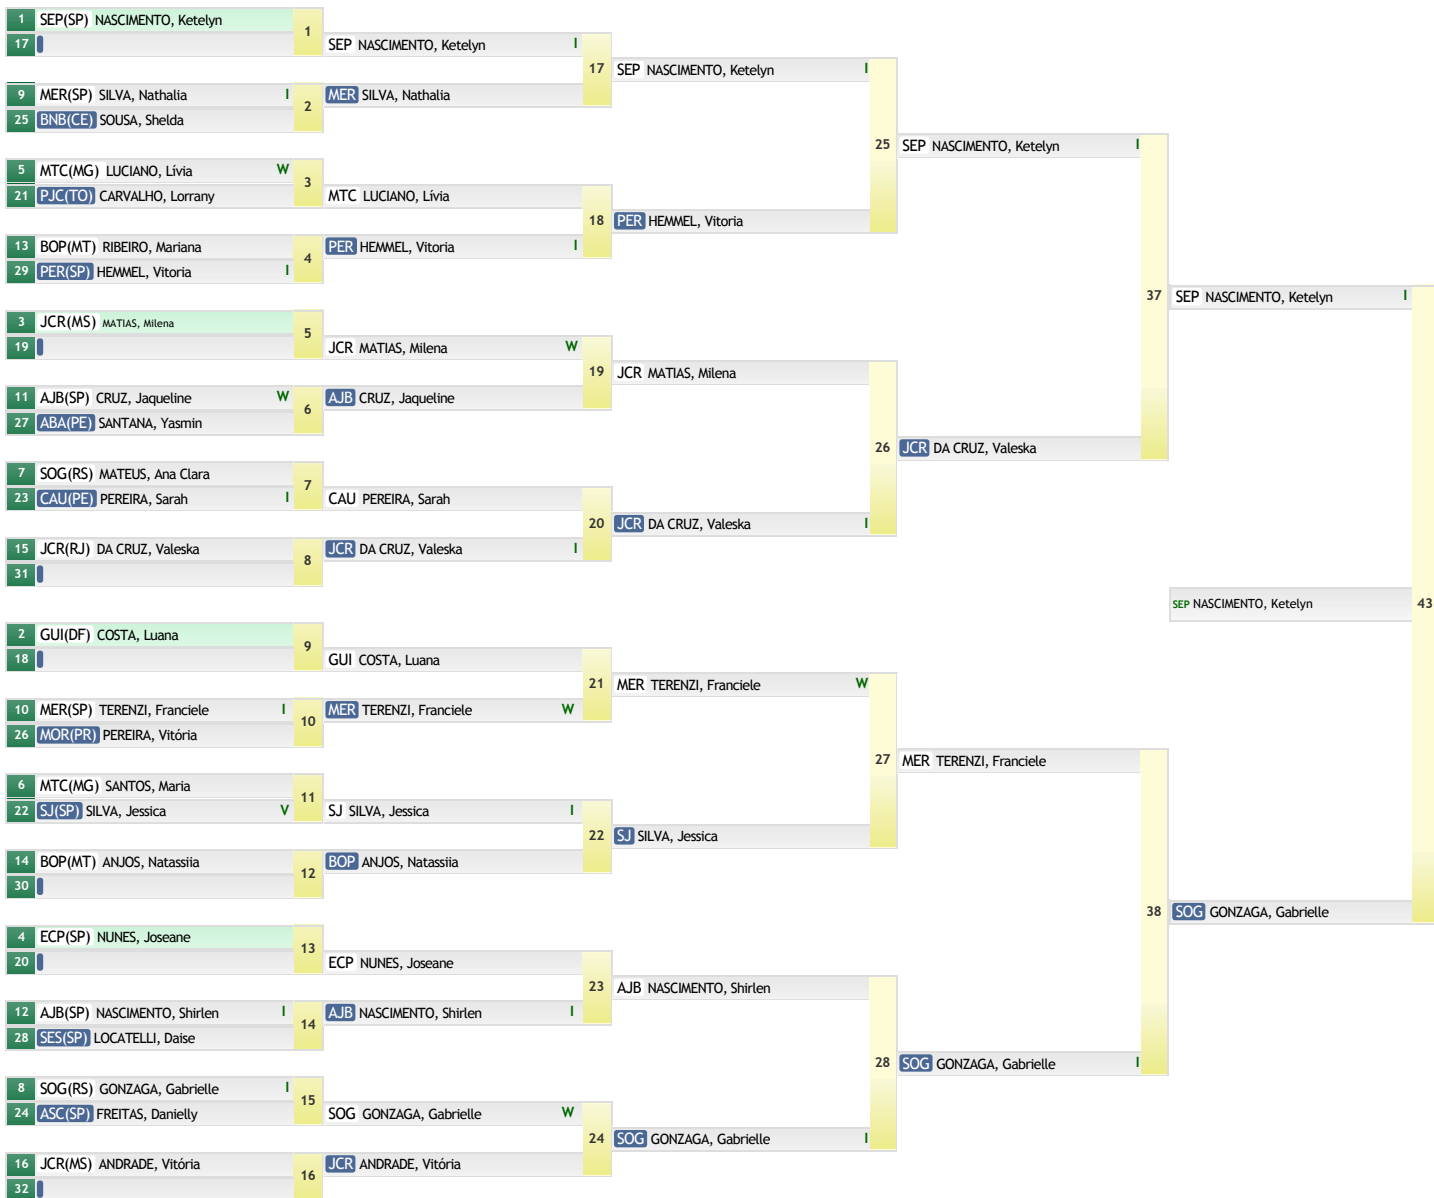 1 SEP(SP) NASCIMENTO, Ketelyn
17
1
9 MER(SP) SILVA, Nathalia I
25 BNB(CE) SOUSA, Shelda
2
5 MTC(MG) LUCIANO, Lívia W
21 PJC(TO) CARVALHO, Lorrany
3
13 BOP(MT) RIBEIRO, Mariana
29 PER(SP) HEMMEL, Vitoria I
4
3 JCR(MS) MATIAS, Milena
19
5
11 AJB(SP) CRUZ, Jaqueline W
27 ABA(PE) SANTANA, Yasmin
6
7 SOG(RS) MATEUS, Ana Clara
23 CAU(PE) PEREIRA, Sarah I
7
15 JCR(RJ) DA CRUZ, Valeska
31
8
2 GUI(DF) COSTA, Luana
18
9
10 MER(SP) TERENZI, Franciele I
26 MOR(PR) PEREIRA, Vitória
10
6 MTC(MG) SANTOS, Maria
22 SJ(SP) SILVA, Jessica V
11
14 BOP(MT) ANJOS, Natassiia
30
12
4 ECP(SP) NUNES, Joseane
20
13
12 AJB(SP) NASCIMENTO, Shirlen I
28 SES(SP) LOCATELLI, Daise
14
8 SOG(RS) GONZAGA, Gabrielle I
24 ASC(SP) FREITAS, Danielly
15
16 JCR(MS) ANDRADE, Vitória
32
16
SEP NASCIMENTO, Ketelyn I
MER SILVA, Nathalia
17
MTC LUCIANO, Lívia
PER HEMMEL, Vitoria I
18
JCR MATIAS, Milena W
AJB CRUZ, Jaqueline
19
CAU PEREIRA, Sarah
JCR DA CRUZ, Valeska I
20
GUI COSTA, Luana
MER TERENZI, Franciele W
21
SJ SILVA, Jessica I
BOP ANJOS, Natassiia
22
ECP NUNES, Joseane
AJB NASCIMENTO, Shirlen I
23
SOG GONZAGA, Gabrielle W
JCR ANDRADE, Vitória
24
SEP NASCIMENTO, Ketelyn I
PER HEMMEL, Vitoria
25
JCR MATIAS, Milena
JCR DA CRUZ, Valeska I
26
MER TERENZI, Franciele W
SJ SILVA, Jessica
27
AJB NASCIMENTO, Shirlen
SOG GONZAGA, Gabrielle I
28
SEP NASCIMENTO, Ketelyn I
JCR DA CRUZ, Valeska
37
MER TERENZI, Franciele
SOG GONZAGA, Gabrielle I
38
SEP NASCIMENTO, Ketelyn I
SEP NASCIMENTO, Ketelyn
43
SOG GONZAGA, Gabrielle